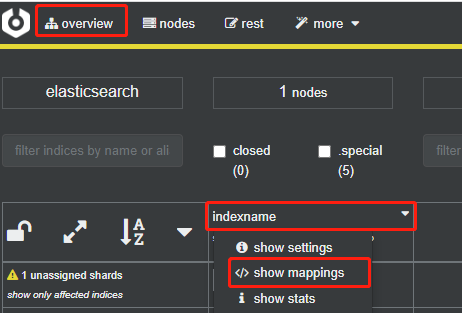 overview
nodes
rest
more
elasticsearch
1 nodes
filter indices by name or ali
closed
(0)
.special
(5)
filter
A
Z
indexname
show settings
</> show mappings
show stats
1 unassigned shards
show only affected indices